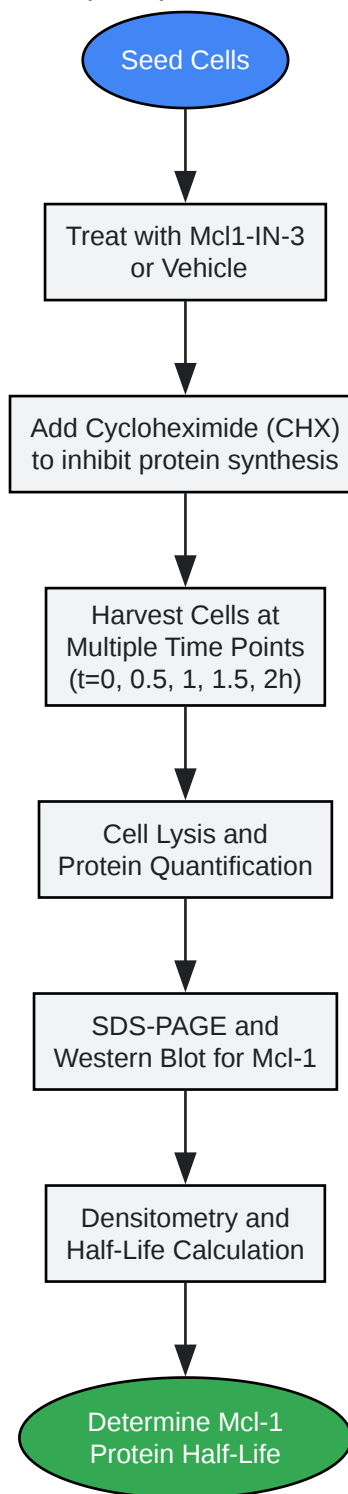 Seed Cells
Treat with Mcl1-IN-3
or Vehicle
Add Cycloheximide (CHX)
to inhibit protein synthesis
Harvest Cells at
Multiple Time Points
(t=0, 0.5, 1, 1.5, 2h)
Cell Lysis and
Protein Quantification
SDS-PAGE and
Western Blot for Mcl-1
Densitometry and
Half-Life Calculation
Determine Mcl-1
Protein Half-Life